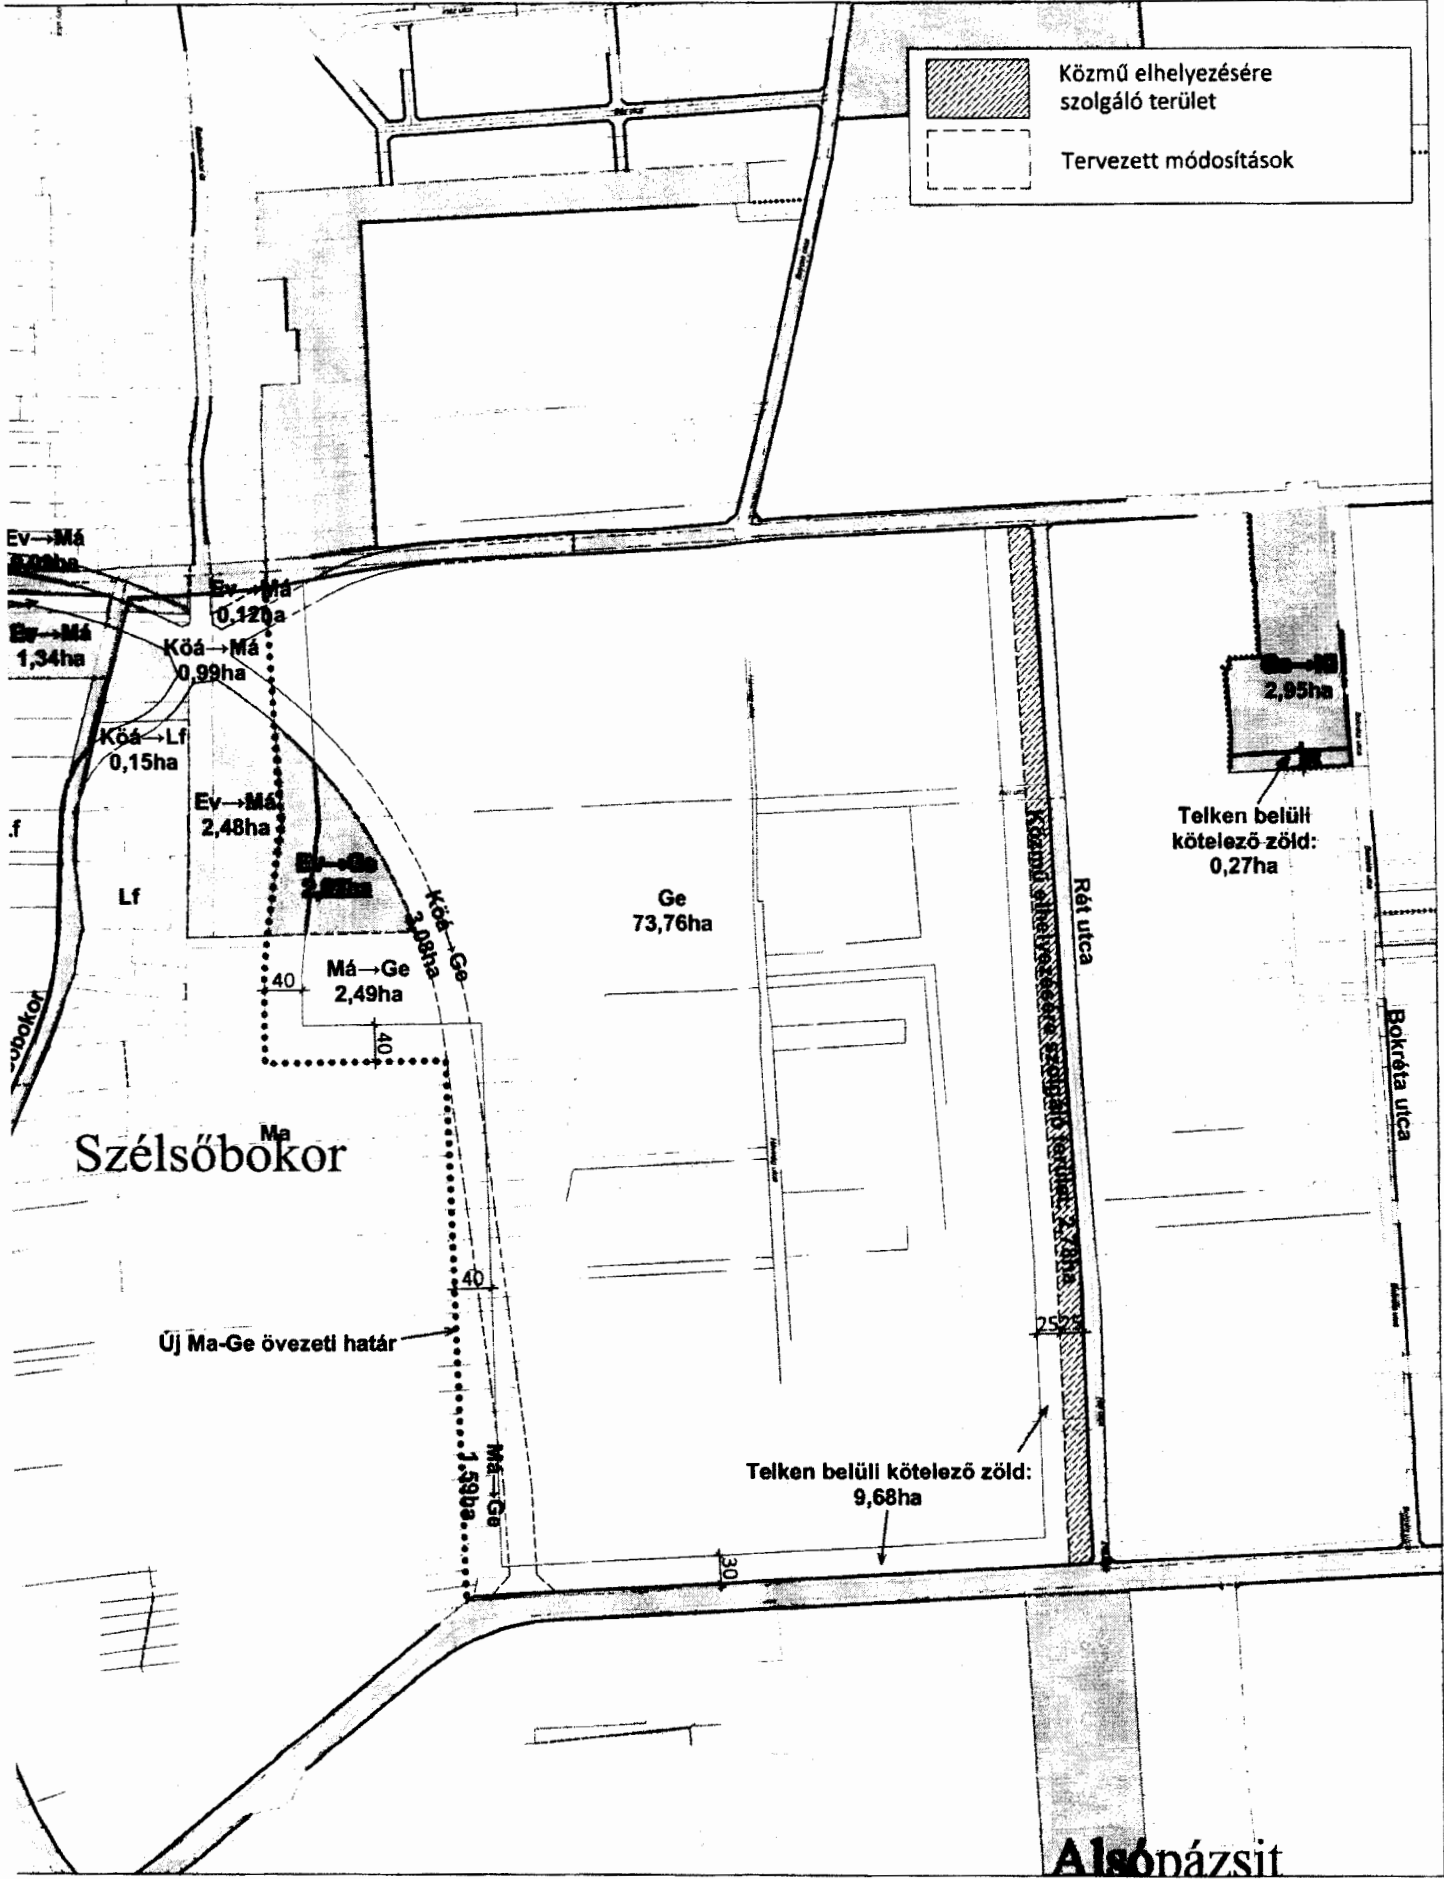 Közmű elhelyezésére
szolgáló terület
Tervezett módosítások
Ev→Má
Ev→Má
0,12ha
Ev→Má
1,34ha
Köá→Má
0,99ha
2,95ha
Köá→Lf
0,15ha
Ev→Má
2,48ha
Telken belüli
kötelező zöld:
0,27ha
Ev→Ge
Lf
Ge
73,76ha
Köá→Ge
3,08ha
Rét utca
Közmű elhelyezésére szolgáló terület: 2,78ha
Má→Ge
2,49ha
40
40
Bokréta utca
Ma
Szélsőbokor
40
Új Ma-Ge övezeti határ
25
25
Má→Ge
1,59ha
Telken belüli kötelező zöld:
9,68ha
30
Alsópázsit